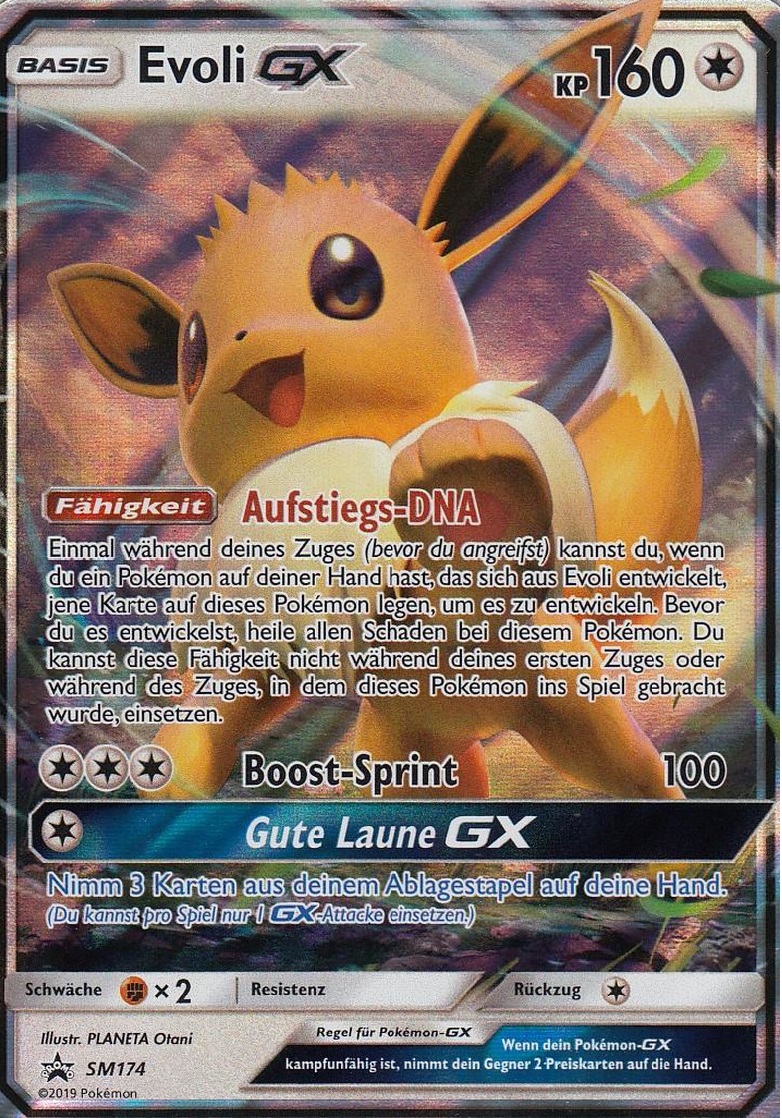 BASIS Evoli GX KP160
Fähigkeit Aufstiegs-DNA
Einmal während deines Zuges (bevor du angreifst) kannst du, wenn
du ein Pokémon auf deiner Hand hast, das sich aus Evoli entwickelt,
jene Karte auf dieses Pokémon legen, um es zu entwickeln. Bevor
du es entwickelst, heile allen Schaden bei diesem Pokémon. Du
kannst diese Fähigkeit nicht während deines ersten Zuges oder
während des Zuges, in dem dieses Pokémon ins Spiel gebracht
wurde, einsetzen.
Boost-Sprint 100
Gute Laune GX
Nimm 3 Karten aus deinem Ablagestapel auf deine Hand.
(Du kannst pro Spiel nur 1 GX-Attacke einsetzen.)
Schwäche ×2 Resistenz Rückzug
Illustr. PLANETA Otani
PROMO SM174
©2019 Pokémon
Regel für Pokémon-GX
Wenn dein Pokémon-GX
kampfunfähig ist, nimmt dein Gegner 2 Preiskarten auf die Hand.